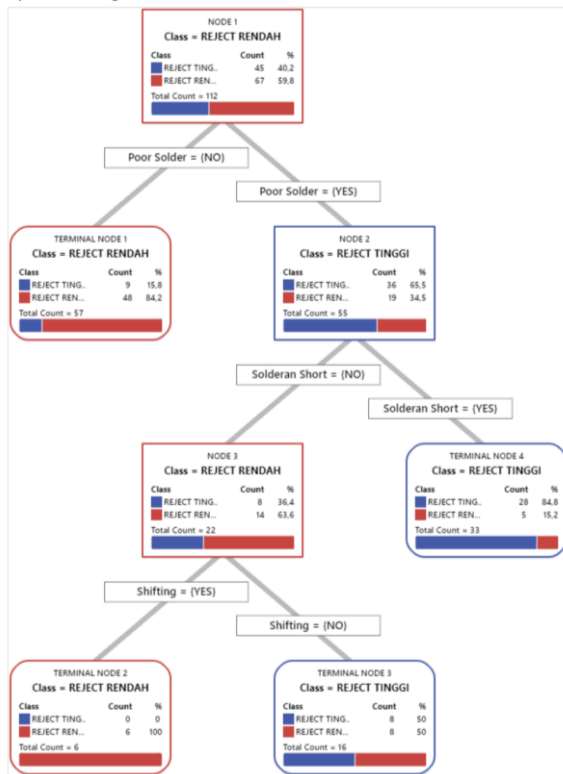 NODE 1
Class = REJECT RENDAH
Class Count %
REJECT TING.. 45 40,2
REJECT REN... 67 59,8
Total Count = 112
Poor Solder = {NO}
Poor Solder = {YES}
TERMINAL NODE 1
Class = REJECT RENDAH
Class Count %
REJECT TING.. 9 15,8
REJECT REN... 48 84,2
Total Count = 57
NODE 2
Class = REJECT TINGGI
Class Count %
REJECT TING.. 36 65,5
REJECT REN... 19 34,5
Total Count = 55
Solderan Short = {NO}
Solderan Short = {YES}
NODE 3
Class = REJECT RENDAH
Class Count %
REJECT TING.. 8 36,4
REJECT REN... 14 63,6
Total Count = 22
TERMINAL NODE 4
Class = REJECT TINGGI
Class Count %
REJECT TING.. 28 84,8
REJECT REN... 5 15,2
Total Count = 33
Shifting = {YES}
Shifting = {NO}
TERMINAL NODE 2
Class = REJECT RENDAH
Class Count %
REJECT TING.. 0 0
REJECT REN... 6 100
Total Count = 6
TERMINAL NODE 3
Class = REJECT TINGGI
Class Count %
REJECT TING.. 8 50
REJECT REN... 8 50
Total Count = 16